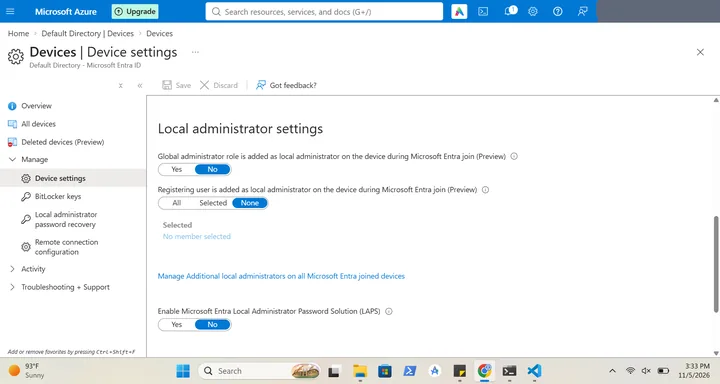 Microsoft Azure
Upgrade
Search resources, services, and docs (G+/)
1
Home > Default Directory | Devices > Devices
Devices | Device settings
...
Default Directory - Microsoft Entra ID
Save
Discard
Got feedback?
Overview
All devices
Deleted devices (Preview)
Manage
Device settings
BitLocker keys
Local administrator
password recovery
Remote connection
configuration
Activity
Troubleshooting + Support
Add or remove favorites by pressing Ctrl+Shift+F
Local administrator settings
Global administrator role is added as local administrator on the device during Microsoft Entra join (Preview)
Yes No
Registering user is added as local administrator on the device during Microsoft Entra join (Preview)
All Selected None
Selected
No member selected
Manage Additional local administrators on all Microsoft Entra joined devices
Enable Microsoft Entra Local Administrator Password Solution (LAPS)
Yes No
93°F
Sunny
Search
3:33 PM
11/5/2026